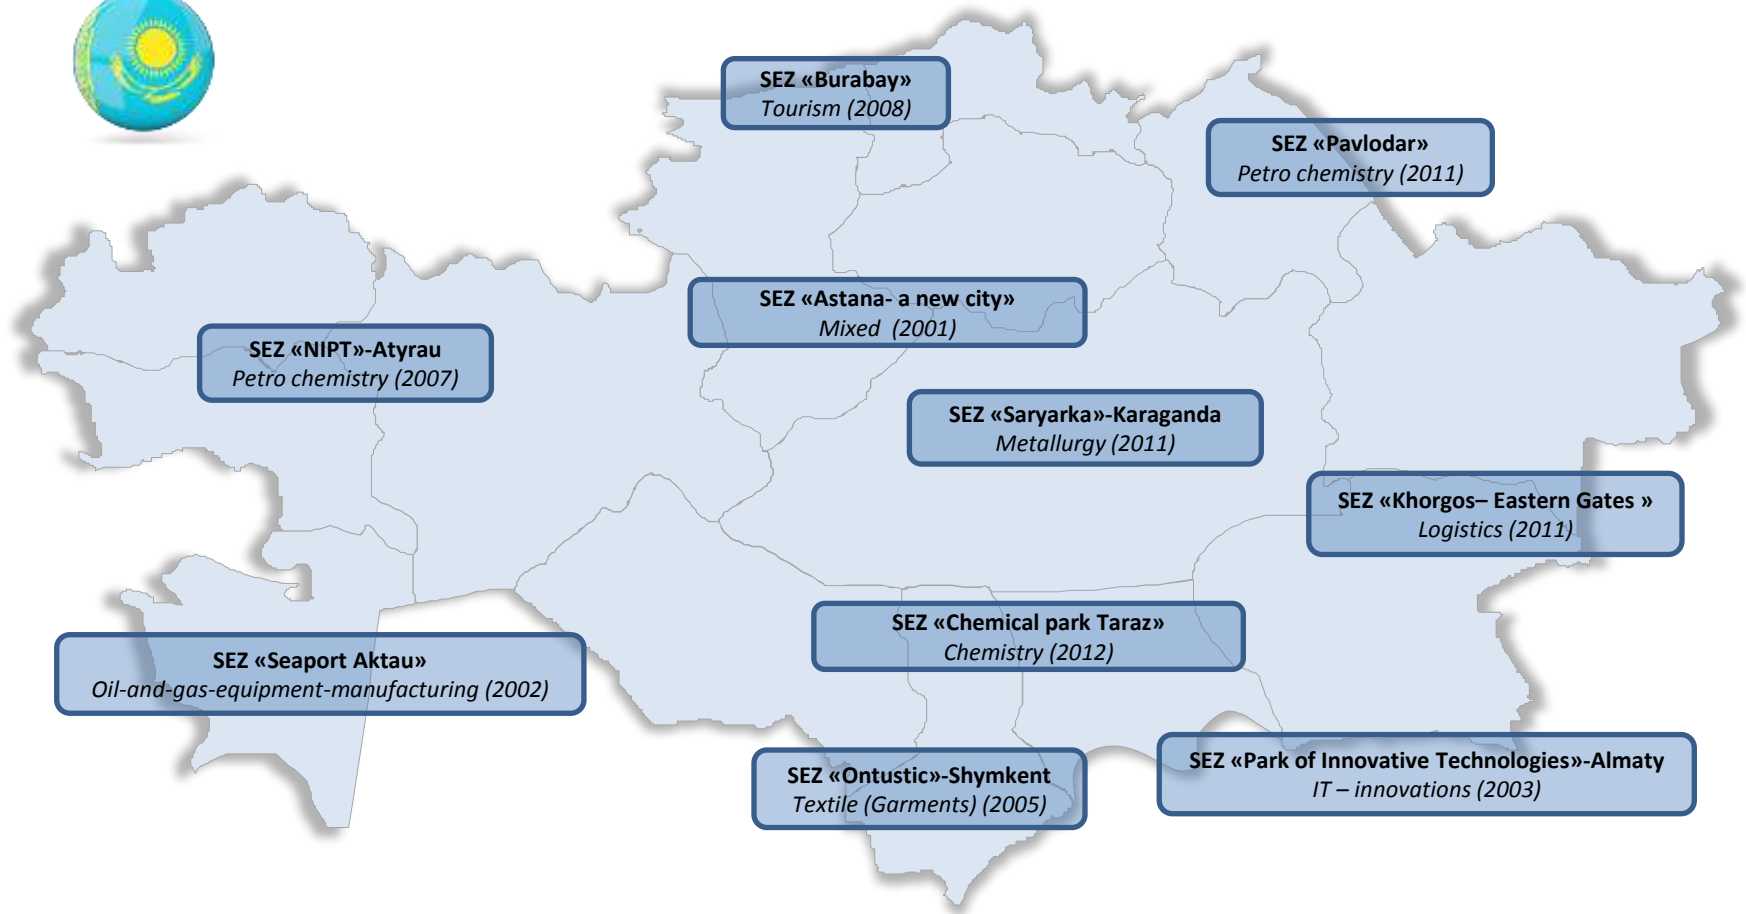 SEZ «Burabay»
Tourism (2008)
SEZ «Pavlodar»
Petro chemistry (2011)
SEZ «Astana- a new city»
Mixed  (2001)
SEZ «NIPT»-Atyrau
Petro chemistry (2007)
SEZ «Saryarka»-Karaganda
Metallurgy (2011)
SEZ «Khorgos– Eastern Gates »
Logistics (2011)
SEZ «Chemical park Taraz»
Chemistry (2012)
SEZ «Seaport Aktau»
Oil-and-gas-equipment-manufacturing (2002)
SEZ «Ontustic»-Shymkent
Textile (Garments) (2005)
SEZ «Park of Innovative Technologies»-Almaty
IT – innovations (2003)